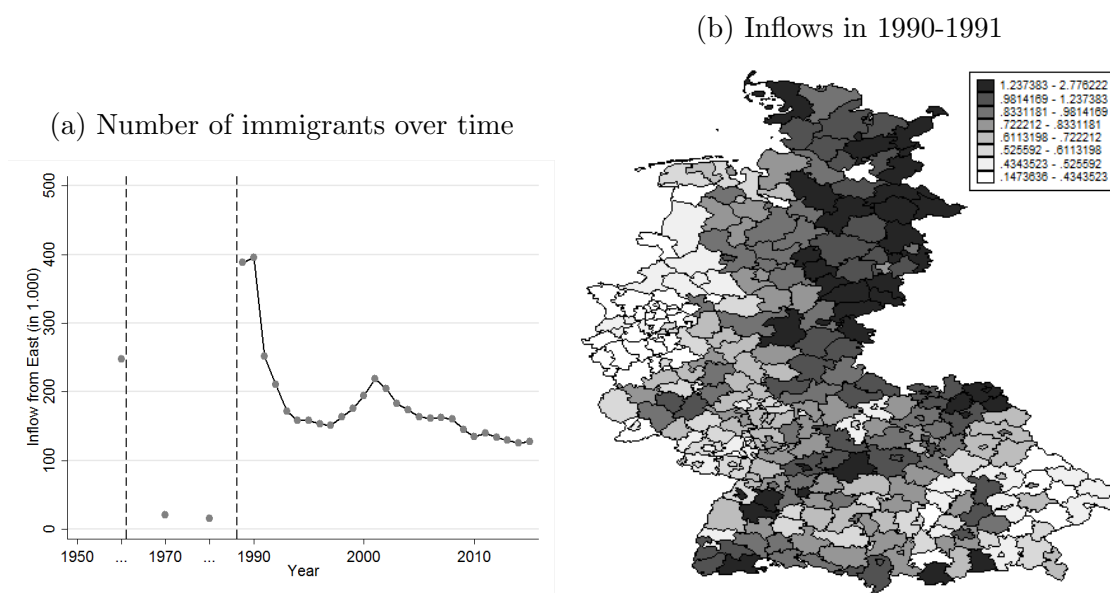 (b) Inflows in 1990-1991
1.237383 - 2.776222
.9814169 - 1.237383
.8331181 - .9814169
.722212 - .8331181
.6113198 - .722212
.525592 - .6113198
.4343523 - .525592
.1473636 - .4343523
(a) Number of immigrants over time
Inflow from East (in 1.000)
500
400
300
200
100
0
1950 ... 1970 ... 1990 2000 2010
Year